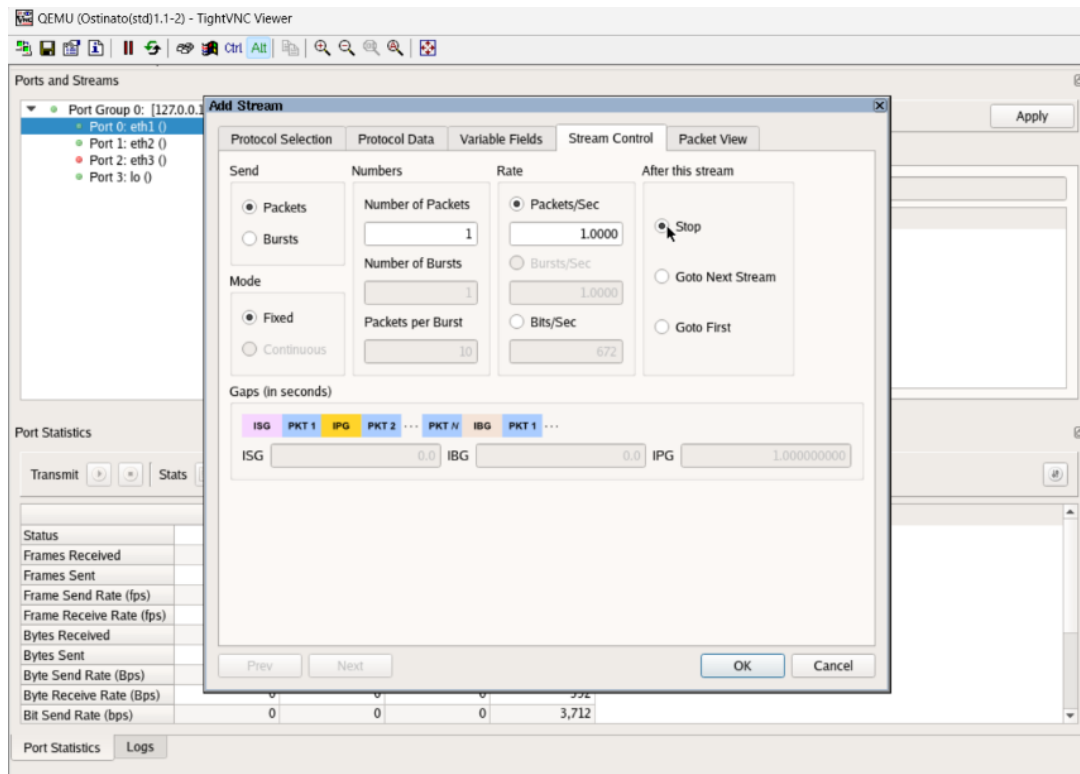 QEMU (Ostinato(std)1.1-2) - TightVNC Viewer
Ctrl Alt
Ports and Streams
Port Group 0: [127.0.0.1
Port 0: eth1 ()
Port 1: eth2 ()
Port 2: eth3 ()
Port 3: lo ()
Apply
Add Stream
Protocol Selection Protocol Data Variable Fields Stream Control Packet View
Send Numbers Rate After this stream
Packets
Bursts
Mode
Fixed
Continuous
Number of Packets
1
Number of Bursts
1
Packets per Burst
10
Packets/Sec
1.0000
Bursts/Sec
1.0000
Bits/Sec
672
Stop
Goto Next Stream
Goto First
Gaps (in seconds)
ISG PKT 1 IPG PKT 2 ··· PKT N IBG PKT 1 ···
ISG 0.0 IBG 0.0 IPG 1.000000000
Prev Next OK Cancel
Port Statistics
Transmit Stats
Status
Frames Received
Frames Sent
Frame Send Rate (fps)
Frame Receive Rate (fps)
Bytes Received
Bytes Sent
Byte Send Rate (Bps)
Byte Receive Rate (Bps) 0 0 0
Bit Send Rate (bps) 0 0 0 3,712
Port Statistics Logs